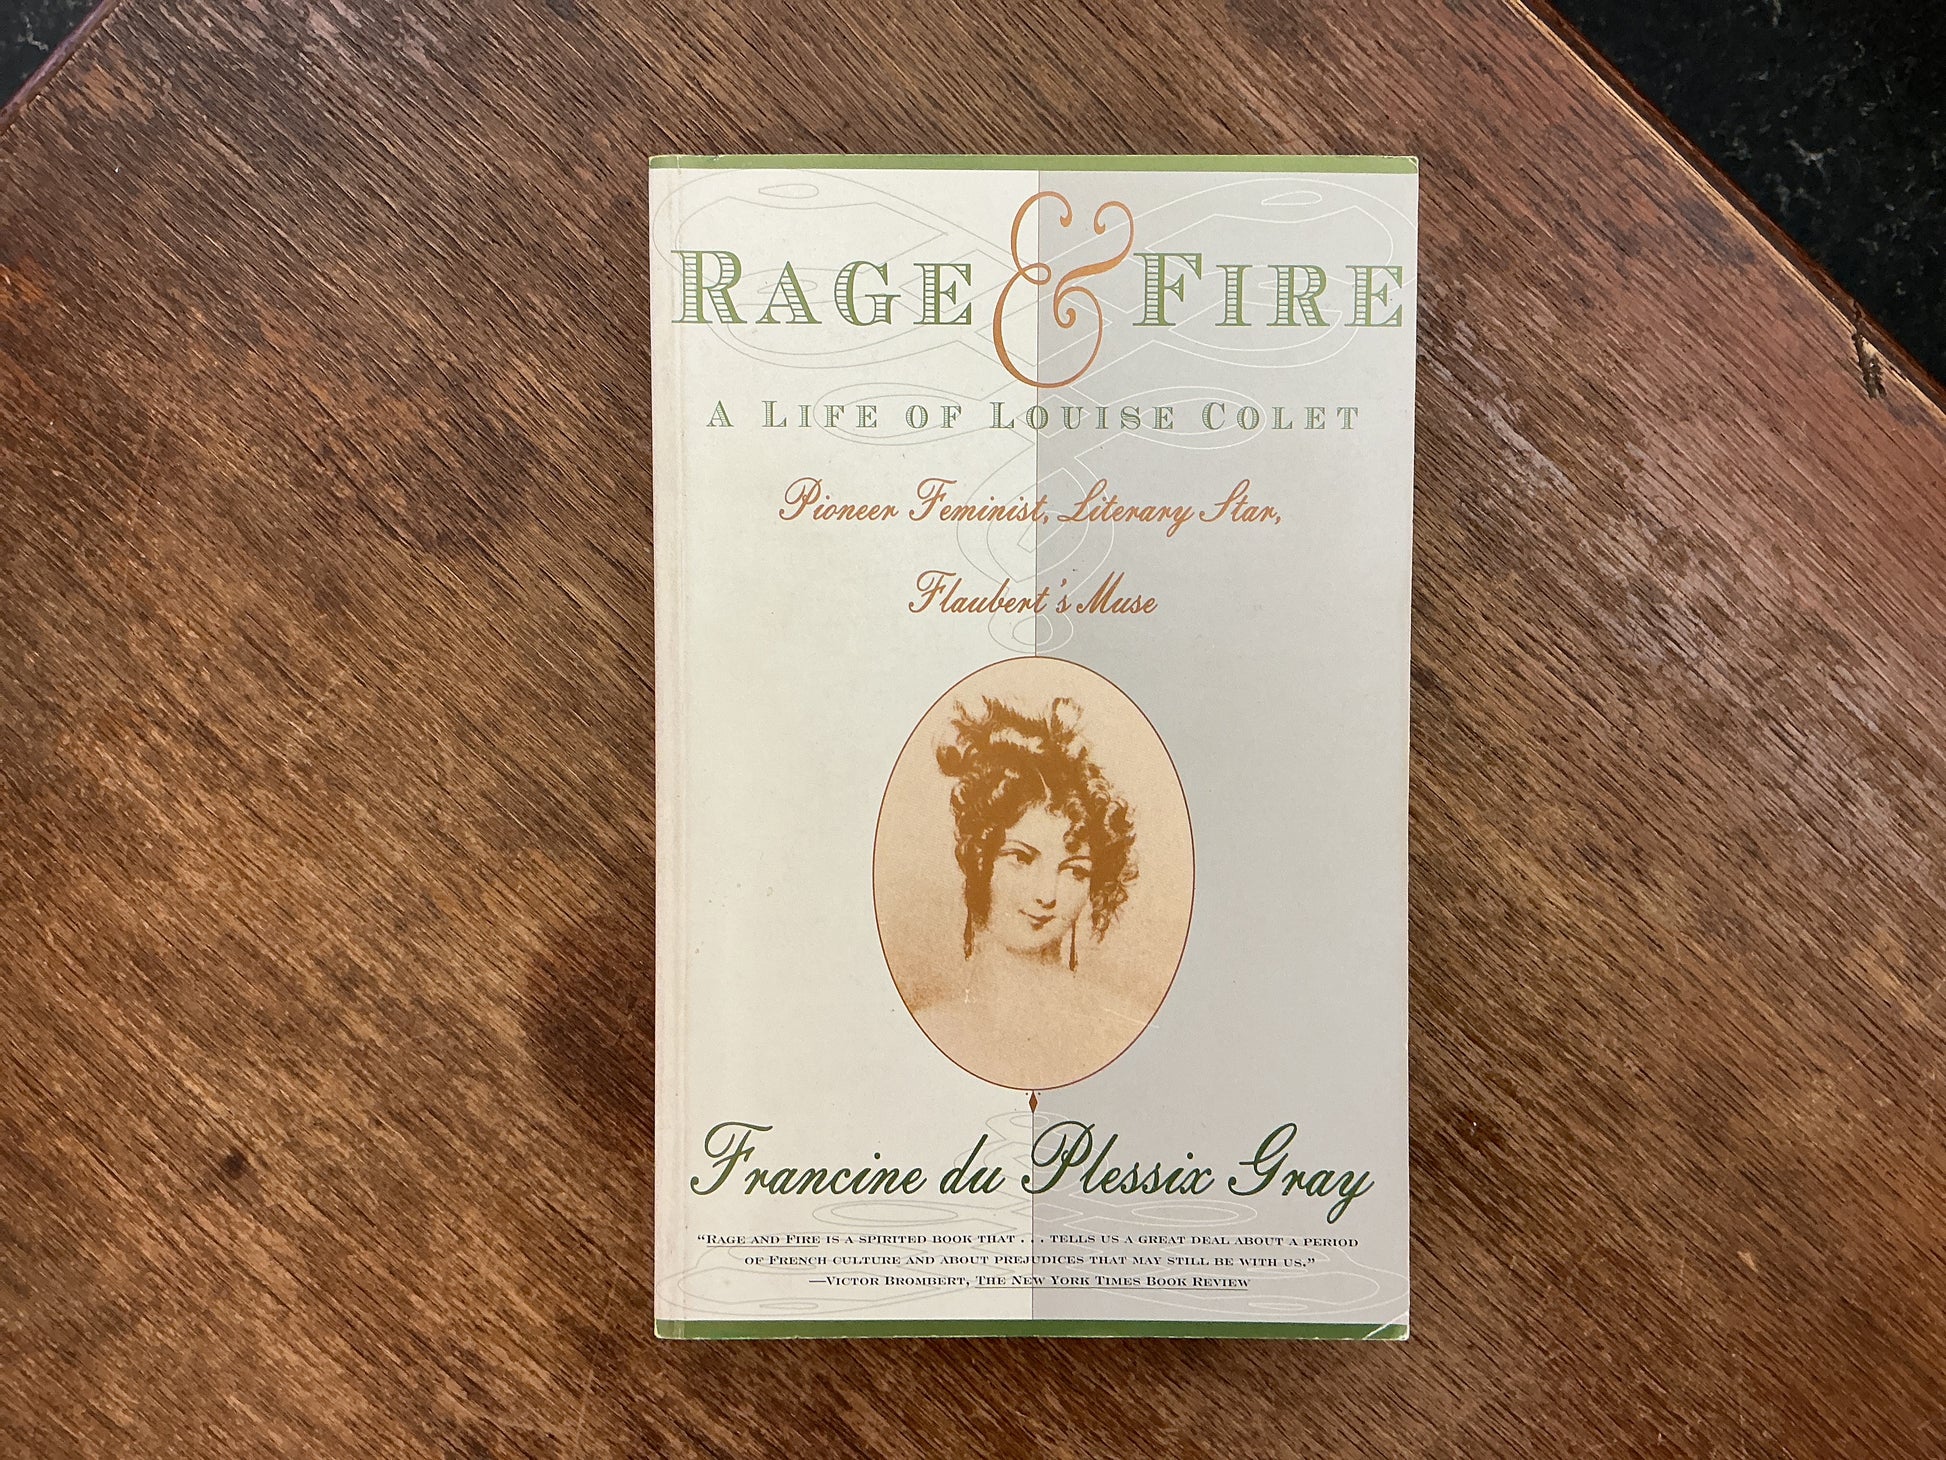 RAGE & FIRE
A LIFE OF LOUISE COLET
Pioneer Feminist, Literary Star,
Flaubert's Muse
Francine du Plessix Gray
“RAGE AND FIRE IS A SPIRITED BOOK THAT . . . TELLS US A GREAT DEAL ABOUT A PERIOD
OF FRENCH CULTURE AND ABOUT PREJUDICES THAT MAY STILL BE WITH US.”
—VICTOR BROMBERT, THE NEW YORK TIMES BOOK REVIEW